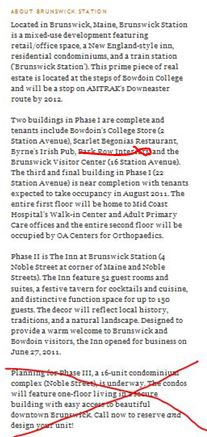 ABOUT BRUNSWICK STATION
Located in Brunswick, Maine, Brunswick Station
is a mixed-use development featuring
retail/office space, a New England-style inn,
residential condominiums, and a train station
('Brunswick Station'). This prime piece of real
estate is located at the steps of Bowdoin College
and will be a stop on AMTRAK's Downeaster
route by 2012.
Two buildings in Phase I are complete and
tenants include Bowdoin's College Store (2
Station Avenue), Scarlet Begonias Restaurant,
Byrne's Irish Pub, Park Row and the
Brunswick Visitor Center (16 Station Avenue).
The third and final building in Phase I (22
Station Avenue) is near completion with tenants
expected to take occupancy in August 2011. The
entire first floor will be home to Mid Coast
Hospital's Walk-in Center and Adult Primary
Care offices and the entire second floor will be
occupied by OA Centers for Orthopaedics.
Phase II is The Inn at Brunswick Station (4
Noble Street at corner of Maine and Noble
Streets). The Inn features 52 guest rooms and
suites, a festive tavern for cocktails and cuisine,
and distinctive function space for up to 150
guests. The decor will reflect local history,
traditions, and a natural landscape. Designed to
provide a warm welcome to Brunswick and
Bowdoin visitors, the Inn opened for business on
June 27, 2011.
Planning for Phase III, a 16-unit condominium
complex (Noble Street), is underway. The condos
will feature one-floor living in a secure
building with easy access to beautiful
downtown Brunswick. Call now to reserve and
design your unit!